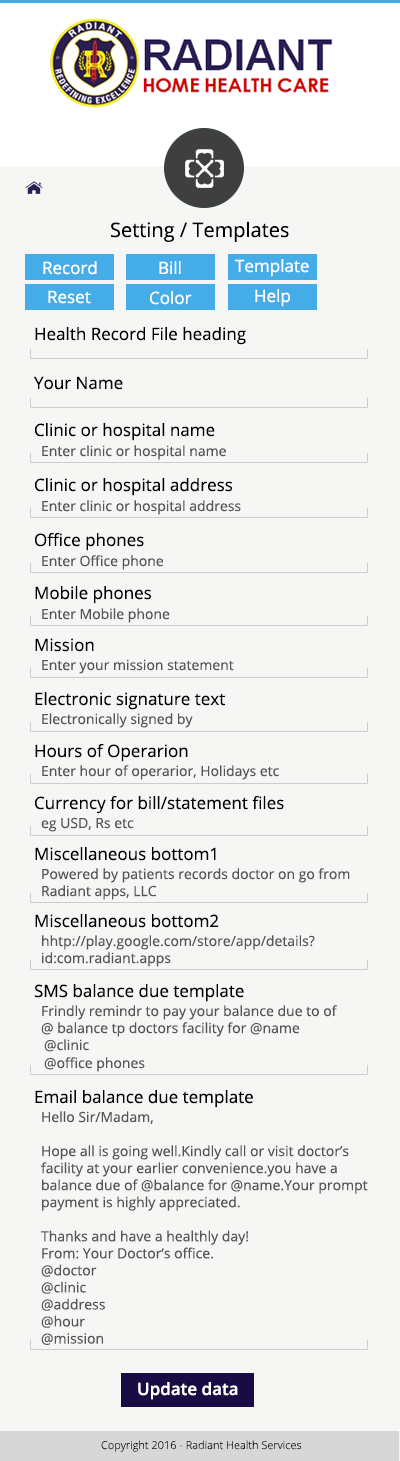 RADIANT
REDEFINING EXCELLENCE
R
RADIANT
HOME HEALTH CARE
Setting / Templates
Record Bill Template
Reset Color Help
Health Record File heading
Your Name
Clinic or hospital name
Enter clinic or hospital name
Clinic or hospital address
Enter clinic or hospital address
Office phones
Enter Office phone
Mobile phones
Enter Mobile phone
Mission
Enter your mission statement
Electronic signature text
Electronically signed by
Hours of Operarion
Enter hour of operarior, Holidays etc
Currency for bill/statement files
eg USD, Rs etc
Miscellaneous bottom1
Powered by patients records doctor on go from
Radiant apps, LLC
Miscellaneous bottom2
hhtp://play.google.com/store/app/details?
id:com.radiant.apps
SMS balance due template
Frindly remindr to pay your balance due to of
@ balance tp doctors facility for @name
@clinic
@office phones
Email balance due template
Hello Sir/Madam,
Hope all is going well.Kindly call or visit doctor's
facility at your earlier convenience.you have a
balance due of @balance for @name.Your prompt
payment is highly appreciated.
Thanks and have a healthly day!
From: Your Doctor's office.
@doctor
@clinic
@address
@hour
@mission
Update data
Copyright 2016 - Radiant Health Services